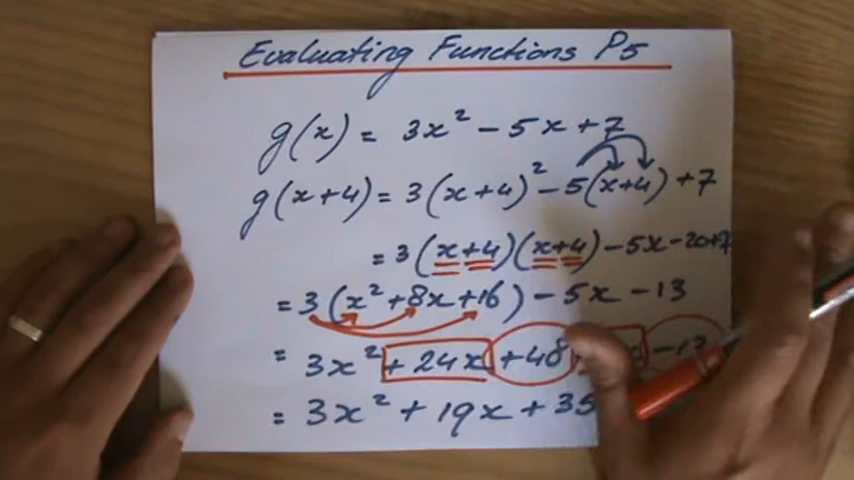 Evaluating Functions P5
g(x) = 3x² - 5x + 7
g(x+4) = 3(x+4)² - 5(x+4) + 7
= 3(x+4)(x+4) - 5x - 20 + 7
= 3(x² + 8x + 16) - 5x - 13
= 3x² + 24x + 48 - 13
= 3x² + 19x + 35